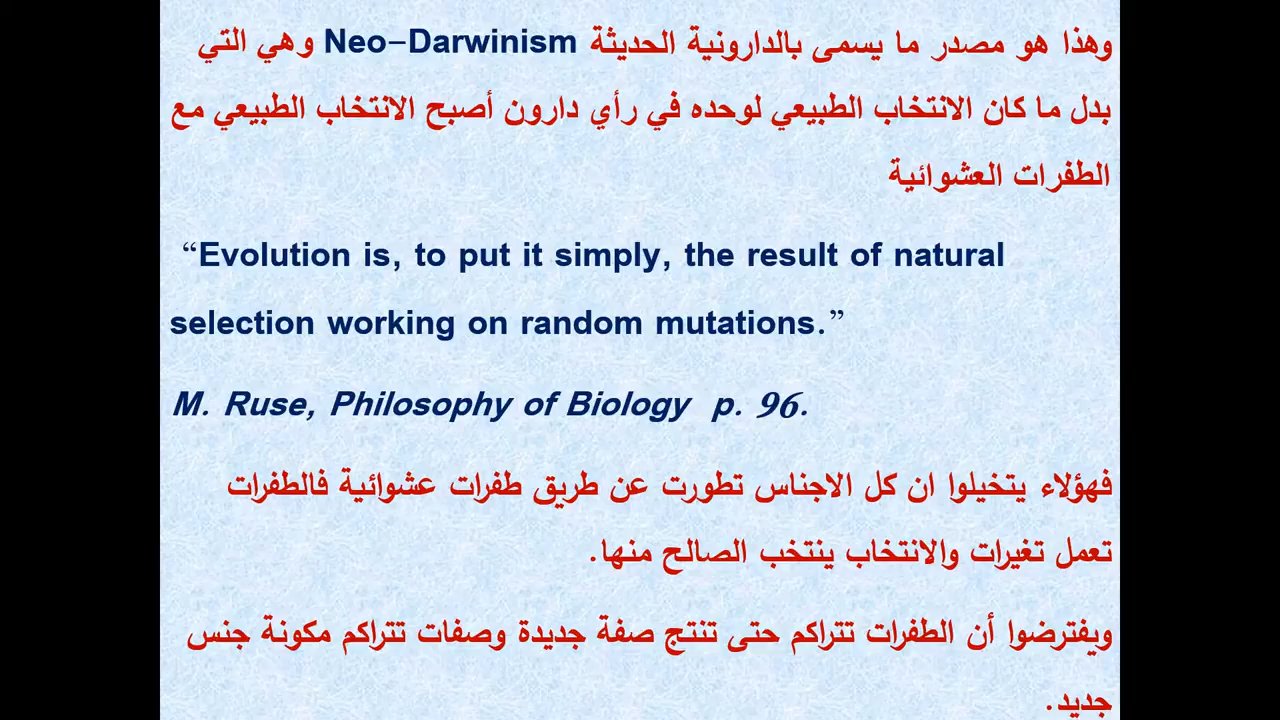 وهذا هو مصدر ما يسمى بالدارونية الحديثة Neo-Darwinism وهي التي
بدل ما كان الانتخاب الطبيعي لوحده في رأي دارون أصبح الانتخاب الطبيعي مع
الطفرات العشوائية
“Evolution is, to put it simply, the result of natural
selection working on random mutations.”
M. Ruse, Philosophy of Biology p. 96.
فهؤلاء يتخيلوا ان كل الاجناس تطورت عن طريق طفرات عشوائية فالطفرات
تعمل تغيرات والانتخاب ينتخب الصالح منها.
ويفترضوا أن الطفرات تتراكم حتى تنتج صفة جديدة وصفات تتراكم مكونة جنس
جديد.